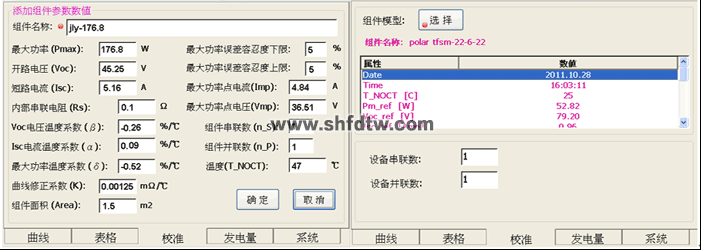 添加组件参数数值
组件名称: jly-176.8
最大功率 (Pmax): 176.8 W 最大功率误差容忍度下限: 5 %
开路电压 (Voc): 45.25 V 最大功率误差容忍度上限: 5 %
短路电流 (Isc): 5.16 A 最大功率点电流(Imp): 4.84 A
内部串联电阻 (Rs): 0.1 Ω 最大功率点电压(Vmp): 36.51 V
Voc电压温度系数 (β): -0.26 %/℃ 组件串联数 (n_S):
Isc电流温度系数 (α): 0.09 %/℃ 组件并联数 (n_P): 1
最大功率温度系数 (δ): -0.52 %/℃ 温度(T_NOCT): 47 ℃
曲线修正系数 (K): 0.00125 mΩ/℃
组件面积 (Area): 1.5 m2
确定 取消
曲线 表格 校准 发电量 系统
组件模型: 选择
组件名称: polar tfsm-22-6-22
属性 数值
Date 2011.10.28
Time 16:03:11
T_NOCT [C] 25
Pm_ref [W] 52.82
Voc_ref [V] 79.20
0.96
设备串联数: 1
设备并联数: 1
曲线 表格 校准 发电量 系统
www.shfdtw.com